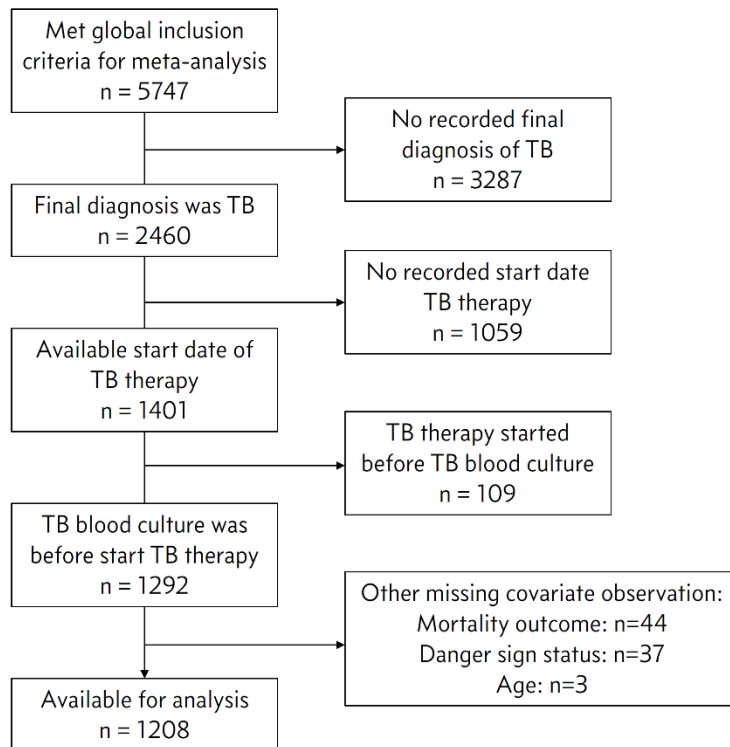 Met global inclusion
criteria for meta-analysis
n = 5747
No recorded final
diagnosis of TB
n = 3287
Final diagnosis was TB
n = 2460
No recorded start date
TB therapy
n = 1059
Available start date of
TB therapy
n = 1401
TB therapy started
before TB blood culture
n = 109
TB blood culture was
before start TB therapy
n = 1292
Other missing covariate observation:
Mortality outcome: n=44
Danger sign status: n=37
Age: n=3
Available for analysis
n = 1208